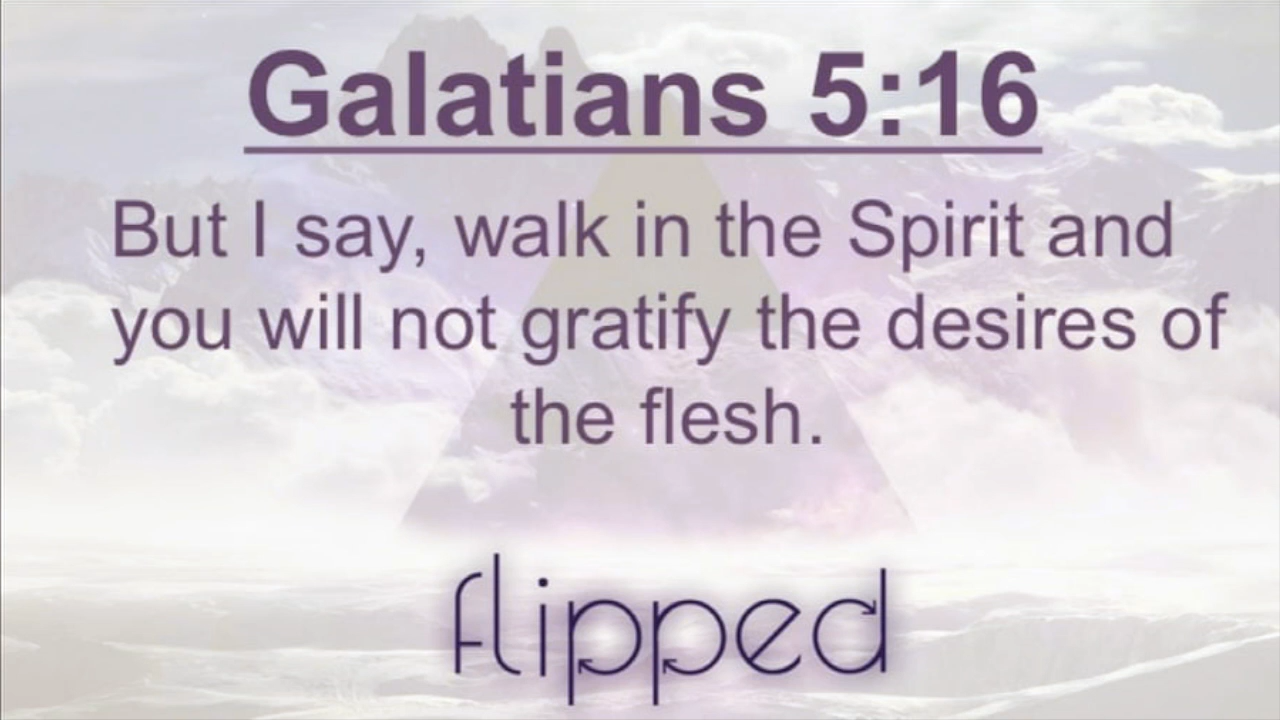 Galatians 5:16
But I say, walk in the Spirit and
you will not gratify the desires of
the flesh.
flipped